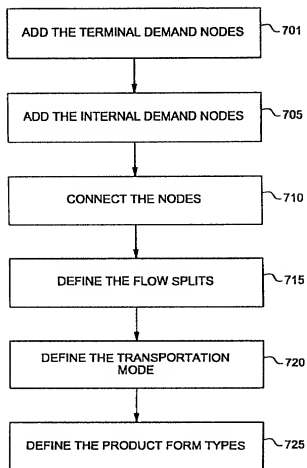 ADD THE TERMINAL DEMAND NODES
701
ADD THE INTERNAL DEMAND NODES
705
CONNECT THE NODES
710
DEFINE THE FLOW SPLITS
715
DEFINE THE TRANSPORTATION
MODE
720
DEFINE THE PRODUCT FORM TYPES
725